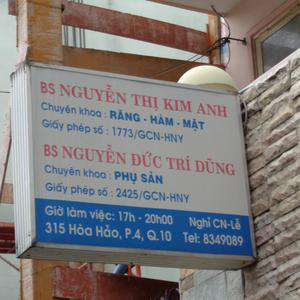 BS NGUYỄN THỊ KIM ANH
Chuyên khoa : RĂNG - HÀM - MẶT
Giấy phép số : 1773/GCN-HNY
BS NGUYỄN ĐỨC TRÍ DŨNG
Chuyên khoa : PHỤ SẢN
Giấy phép số : 2425/GCN-HNY
Giờ làm việc: 17h - 20h00 Nghỉ CN-Lễ
315 Hòa Hảo, P.4, Q.10 Tel: 8349089